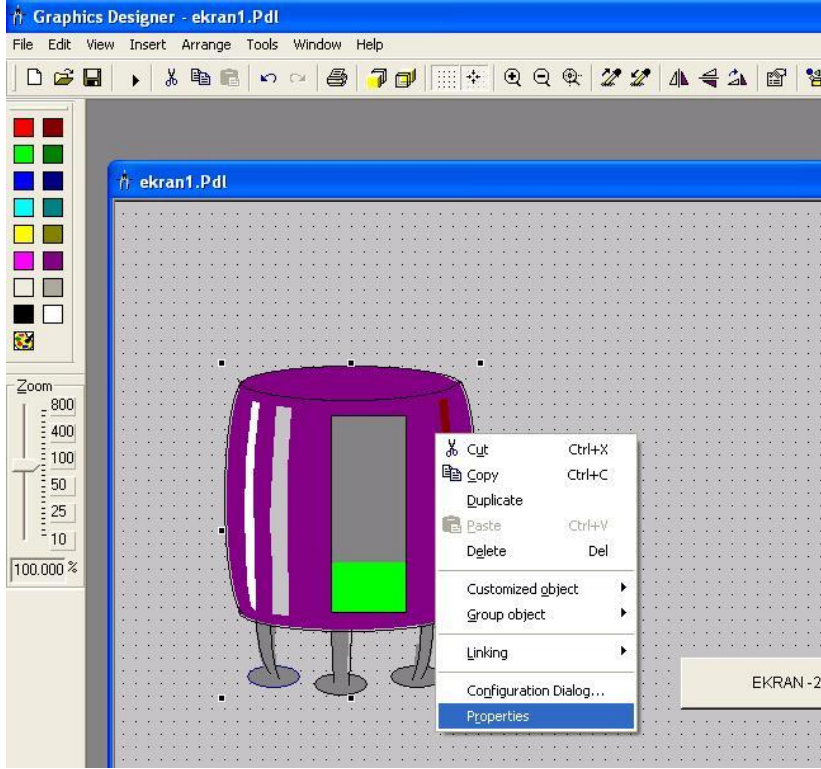 Graphics Designer - ekran1.Pdl
File Edit View Insert Arrange Tools Window Help
ekran1.Pdl
Zoom
800
400
100
50
25
10
100.000 %
Cut Ctrl+X
Copy Ctrl+C
Duplicate
Paste Ctrl+V
Delete Del
Customized object
Group object
Linking
Configuration Dialog...
Properties
EKRAN -2